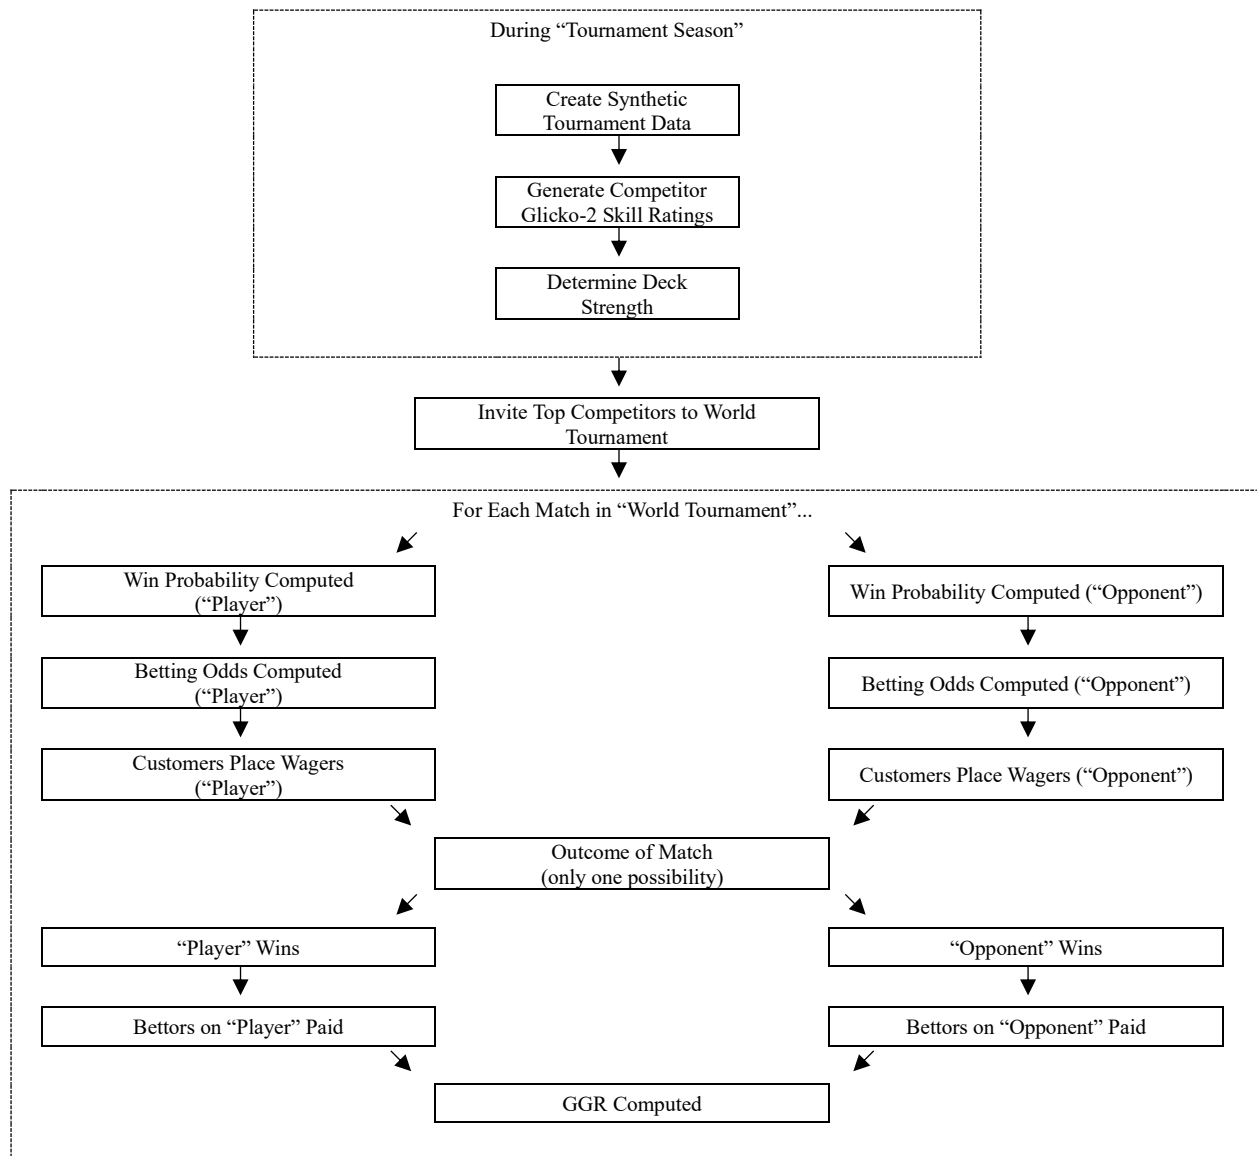 During “Tournament Season”
Create Synthetic
Tournament Data
Generate Competitor
Glicko-2 Skill Ratings
Determine Deck
Strength
Invite Top Competitors to World
Tournament
For Each Match in “World Tournament”...
Win Probability Computed
(“Player”)
Win Probability Computed (“Opponent”)
Betting Odds Computed
(“Player”)
Betting Odds Computed (“Opponent”)
Customers Place Wagers
(“Player”)
Customers Place Wagers (“Opponent”)
Outcome of Match
(only one possibility)
“Player” Wins
“Opponent” Wins
Bettors on “Player” Paid
Bettors on “Opponent” Paid
GGR Computed